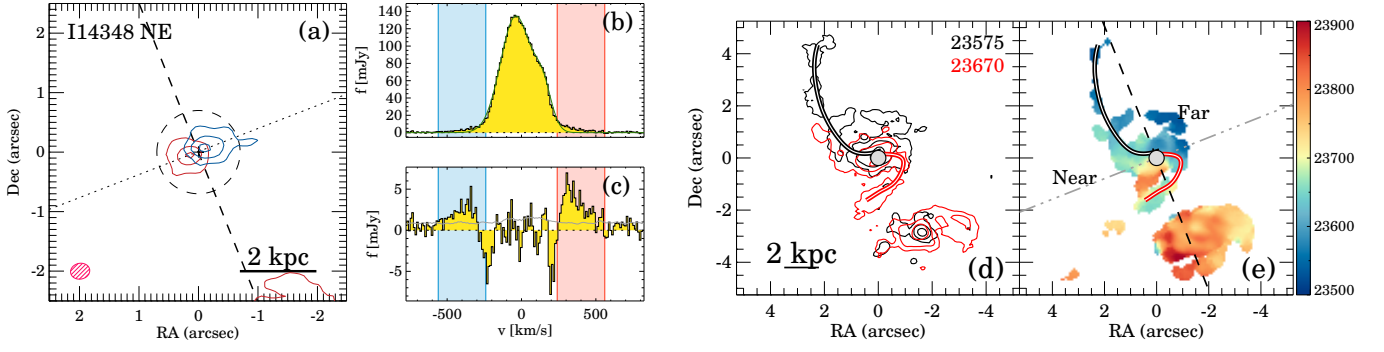 I14348 NE
(a)
2
1
0
-1
-2
Dec (arcsec)
2 kpc
2
1
0
-1
-2
RA (arcsec)
(b)
140
120
100
80
60
40
20
0
f [mJy]
(c)
5
0
-5
f [mJy]
-500
0
500
v [km/s]
23575
23670
4
2
0
-2
-4
Dec (arcsec)
2 kpc
(d)
4
2
0
-2
-4
RA (arcsec)
Far
Near
(e)
4
2
0
-2
-4
RA (arcsec)
23900
23800
23700
23600
23500